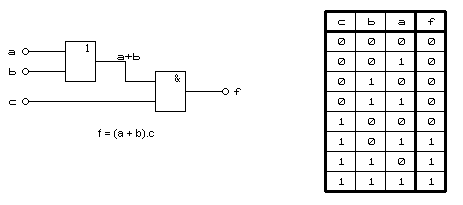 a
b
c
1
a+b
&
f
f = (a + b).c
c b a f
0 0 0 0
0 0 1 0
0 1 0 0
0 1 1 0
1 0 0 0
1 0 1 1
1 1 0 1
1 1 1 1